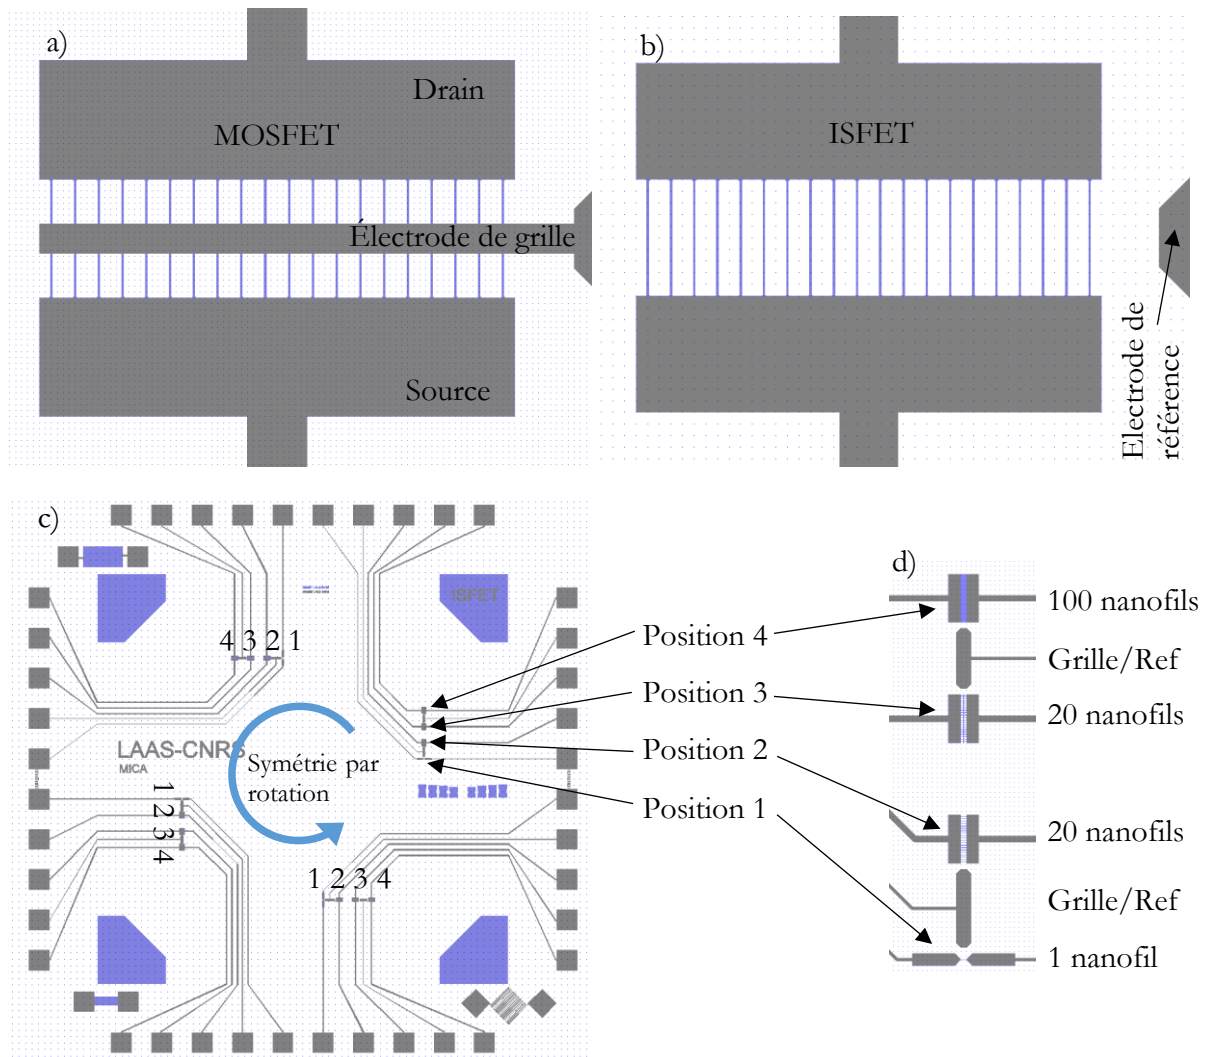 a)
Drain
MOSFET
Électrode de grille
Source
b)
ISFET
Electrode de
référence
c)
ISFET
4 3 2 1
LAAS-CNRS
MICA
Symétrie par
rotation
1
2
3
4
1 2 3 4
Position 4
Position 3
Position 2
Position 1
d)
100 nanofils
Grille/Ref
20 nanofils
20 nanofils
Grille/Ref
1 nanofil